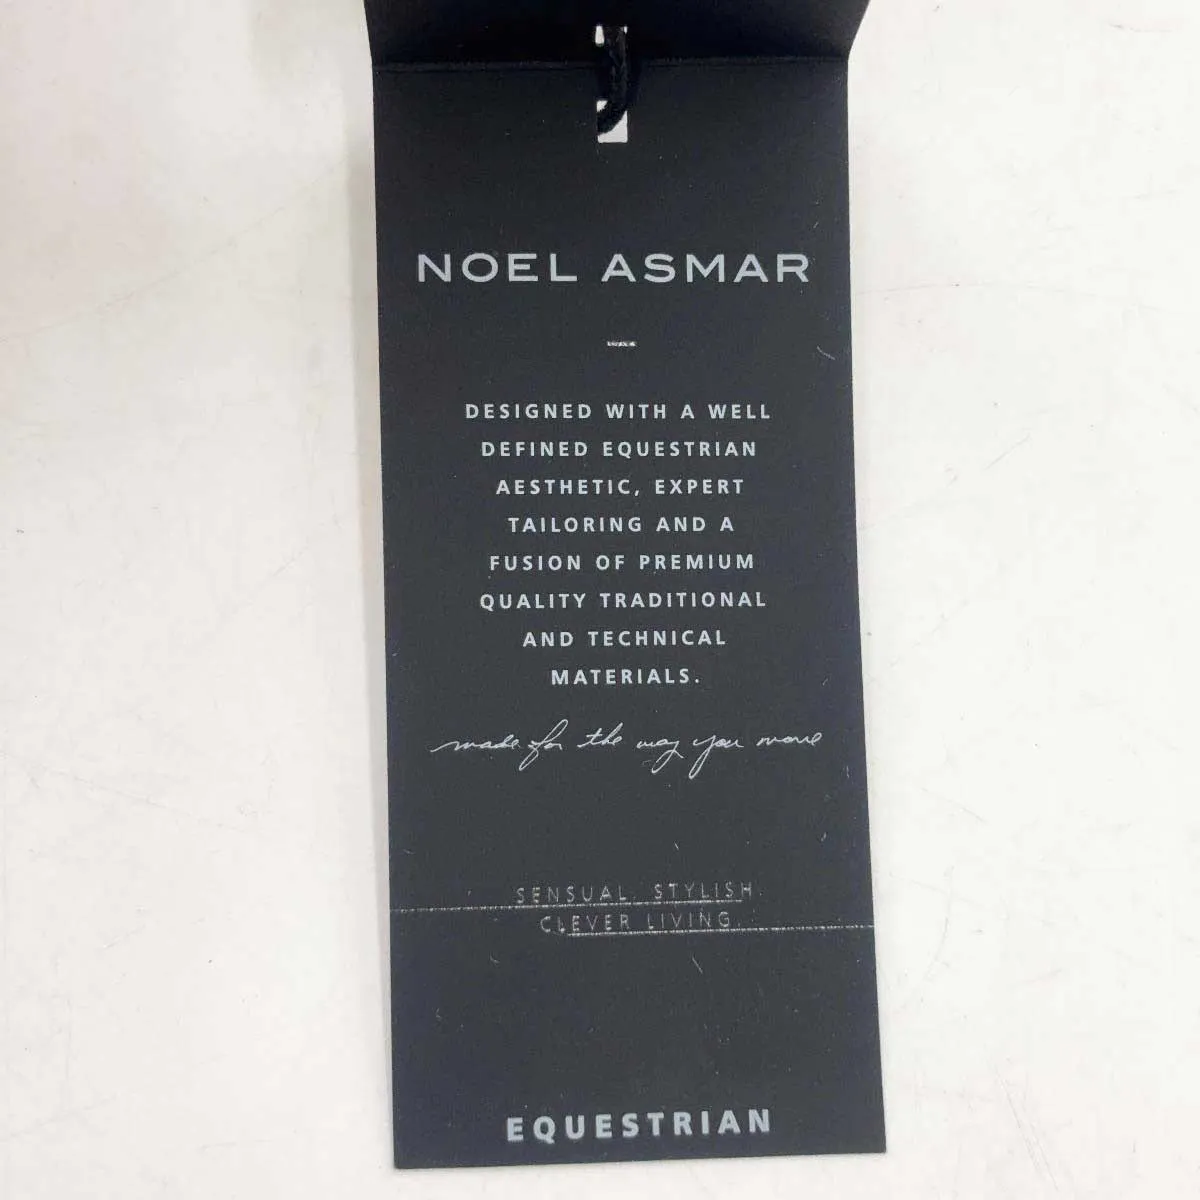 NOEL ASMAR
DESIGNED WITH A WELL
DEFINED EQUESTRIAN
AESTHETIC, EXPERT
TAILORING AND A
FUSION OF PREMIUM
QUALITY TRADITIONAL
AND TECHNICAL
MATERIALS.
made for the way you move
SENSUAL. STYLISH.
CLEVER LIVING.
EQUESTRIAN